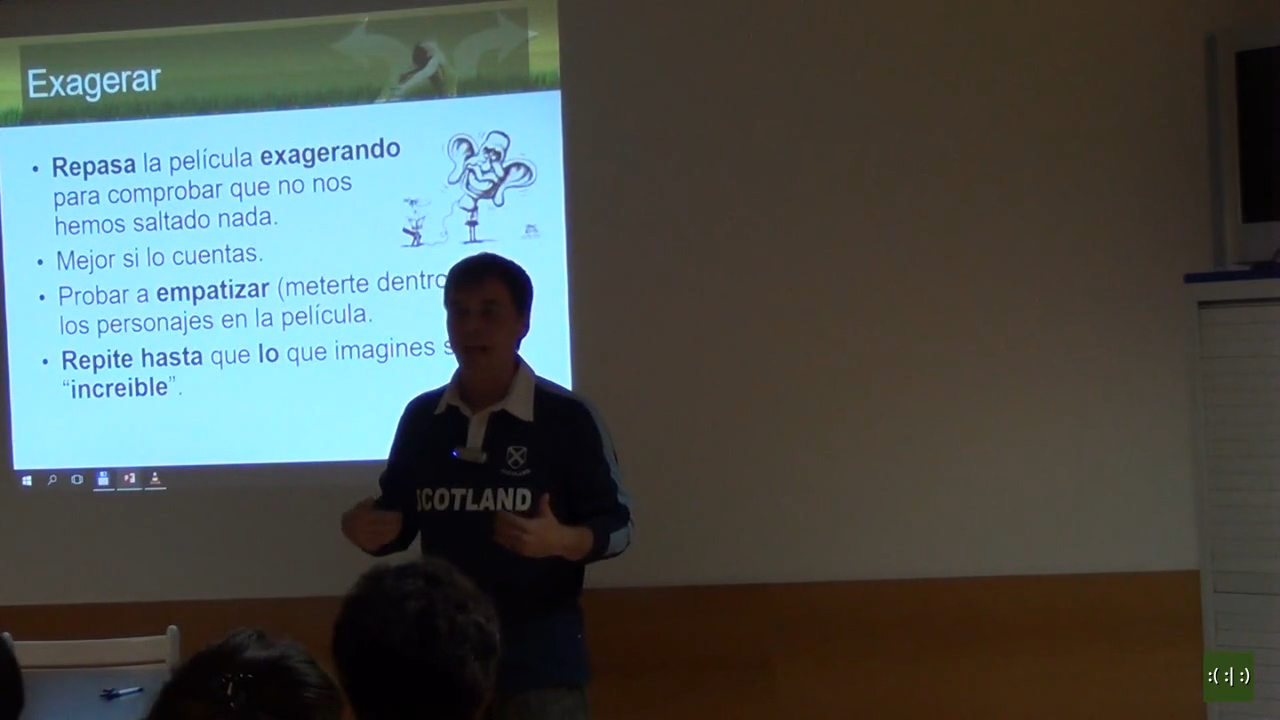 Exagerar
• Repasa la película exagerando
para comprobar que no nos
hemos saltado nada.
• Mejor si lo cuentas.
• Probar a empatizar (meterte dentro
los personajes en la película.
• Repite hasta que lo que imagines s
“increible”.
SCOTLAND
:( :| :)